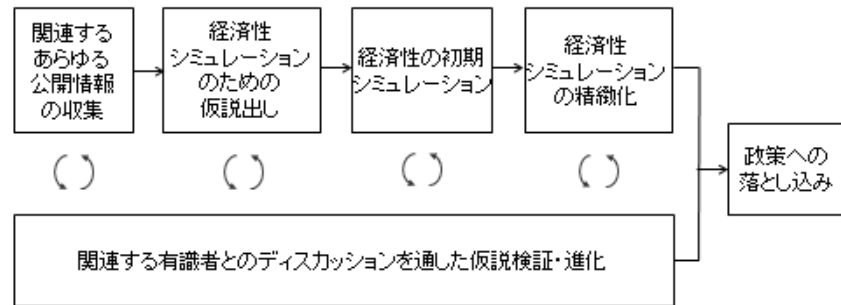 関連する
あらゆる
公開情報
の収集
経済性
シミュレーション
のための
仮説出し
経済性の初期
シミュレーション
経済性
シミュレーション
の精緻化
政策への
落とし込み
関連する有識者とのディスカッションを通した仮説検証・進化